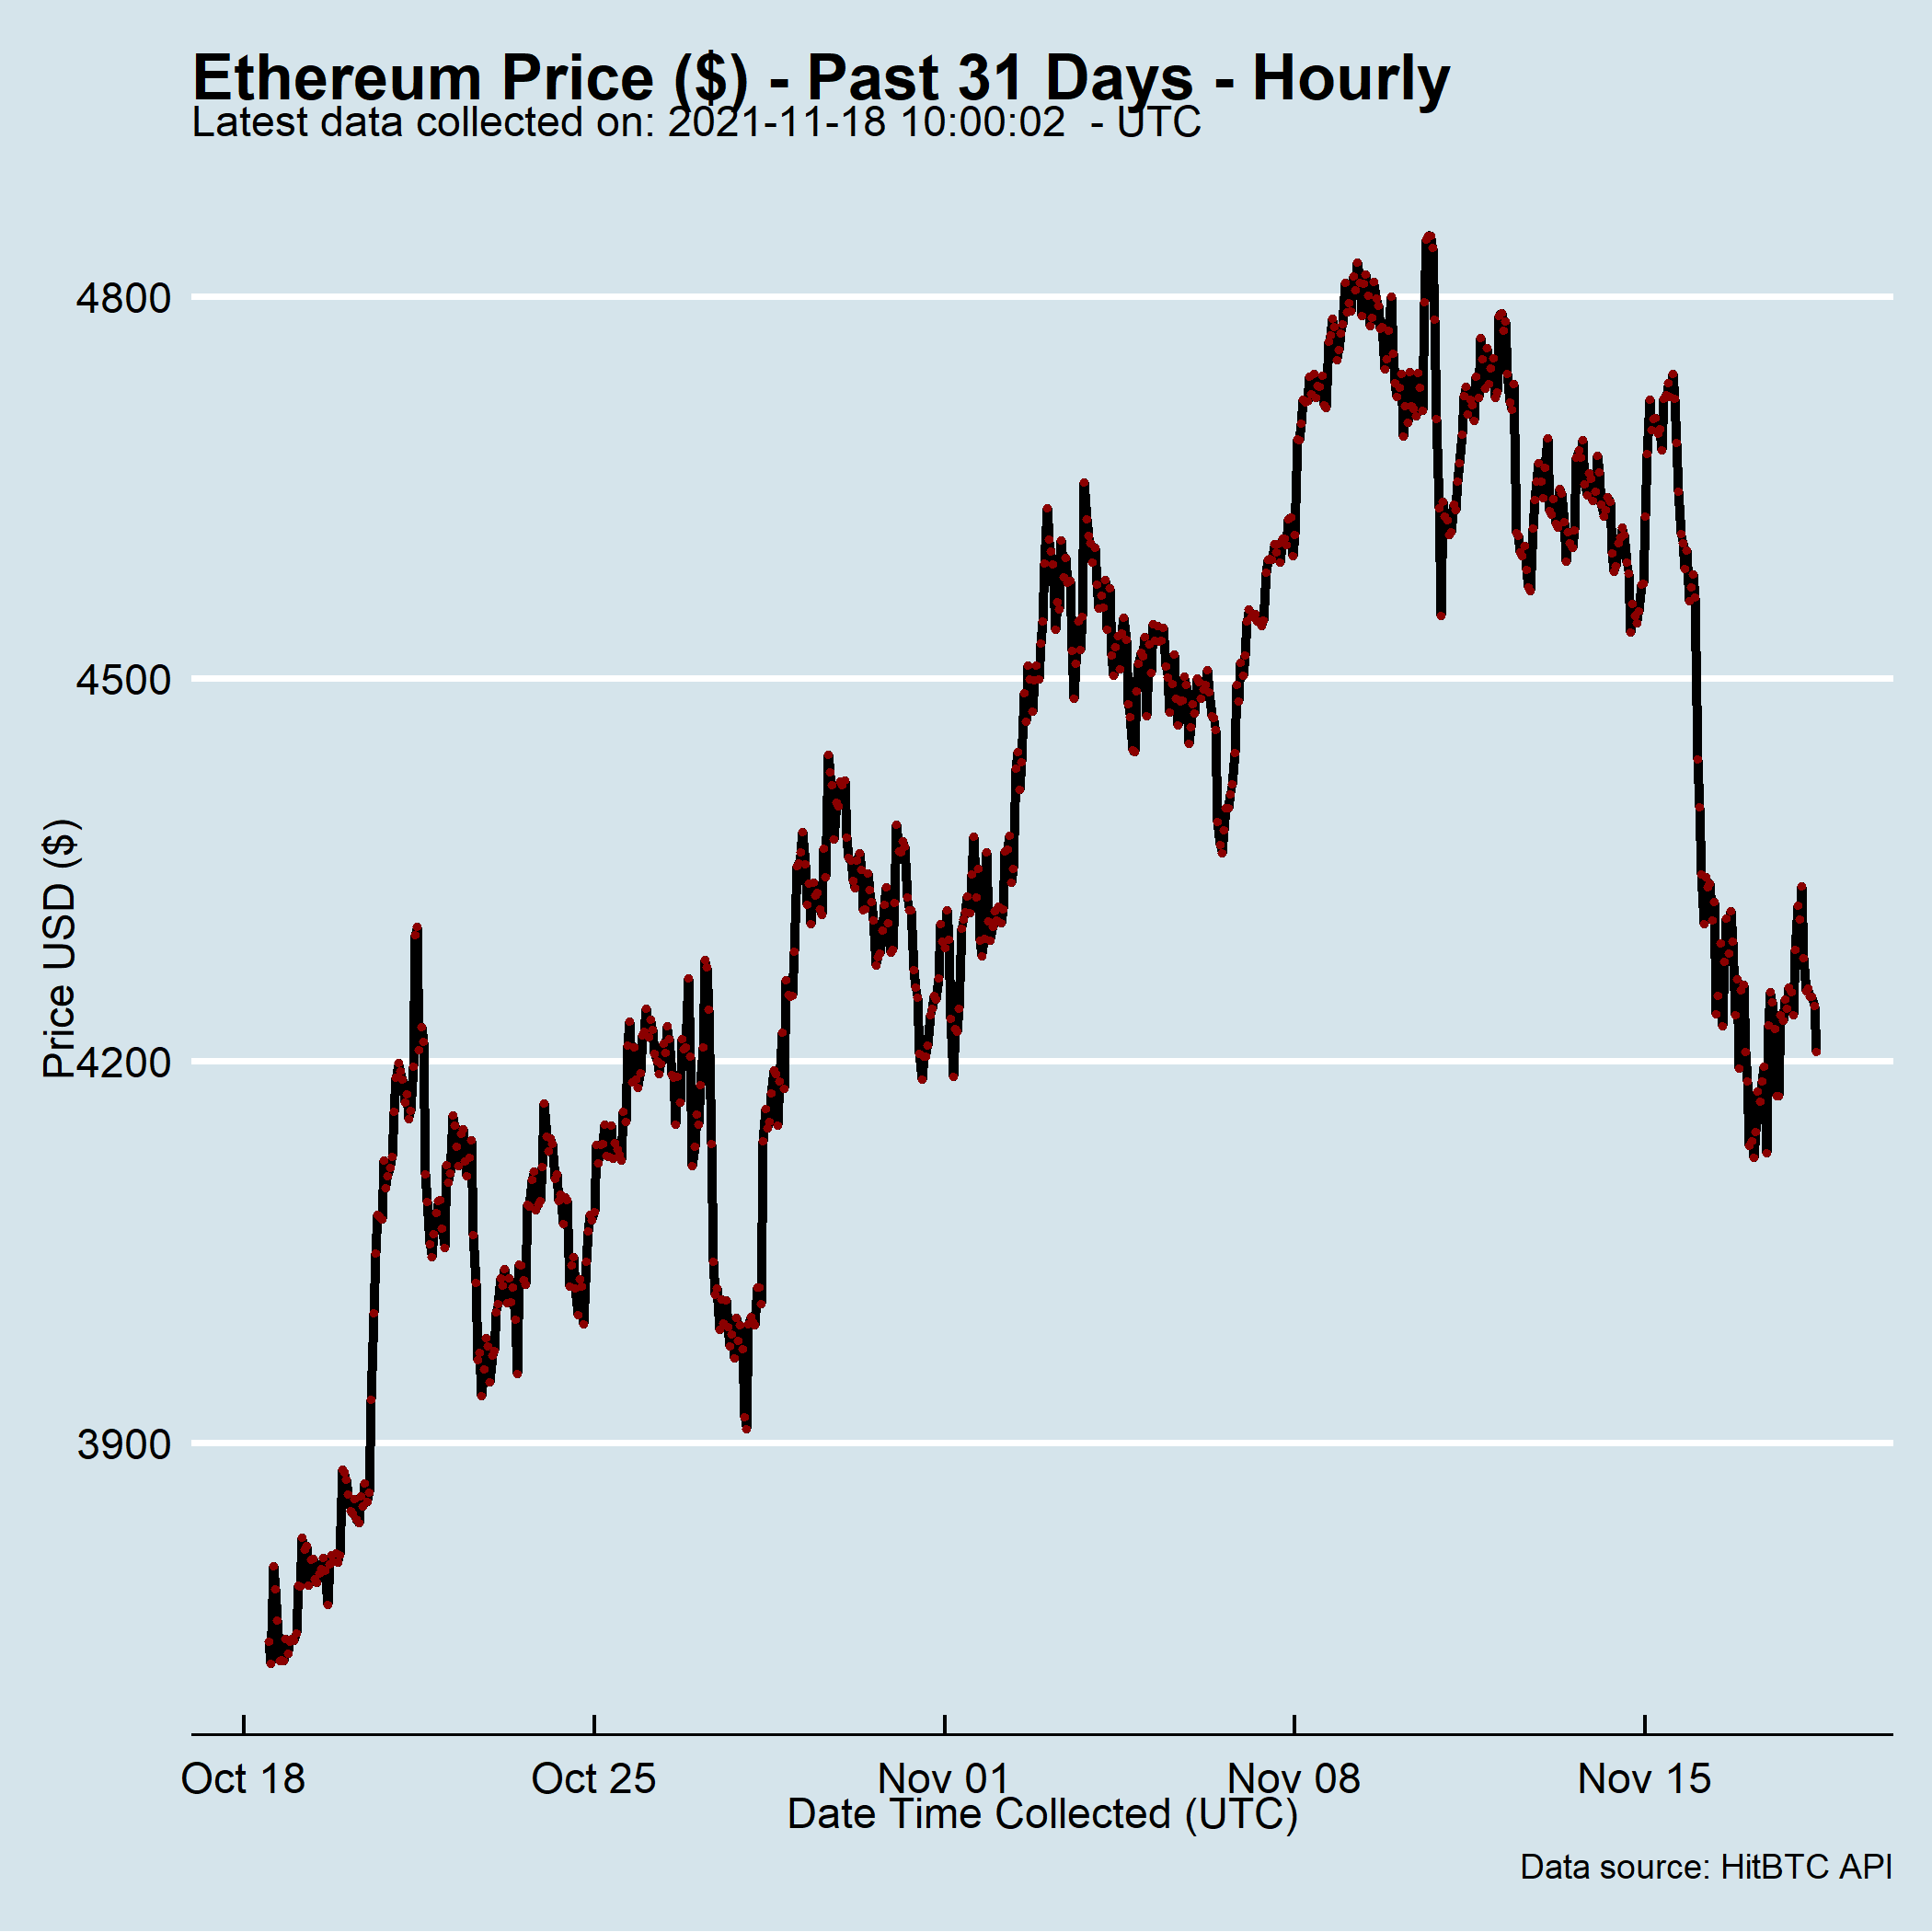 Ethereum Price ($) - Past 31 Days - Hourly
Latest data collected on: 2021-11-18 10:00:02  - UTC
4800
4500
4200
3900
Price USD ($)
Oct 18
Oct 25
Nov 01
Nov 08
Nov 15
Date Time Collected (UTC)
Data source: HitBTC API